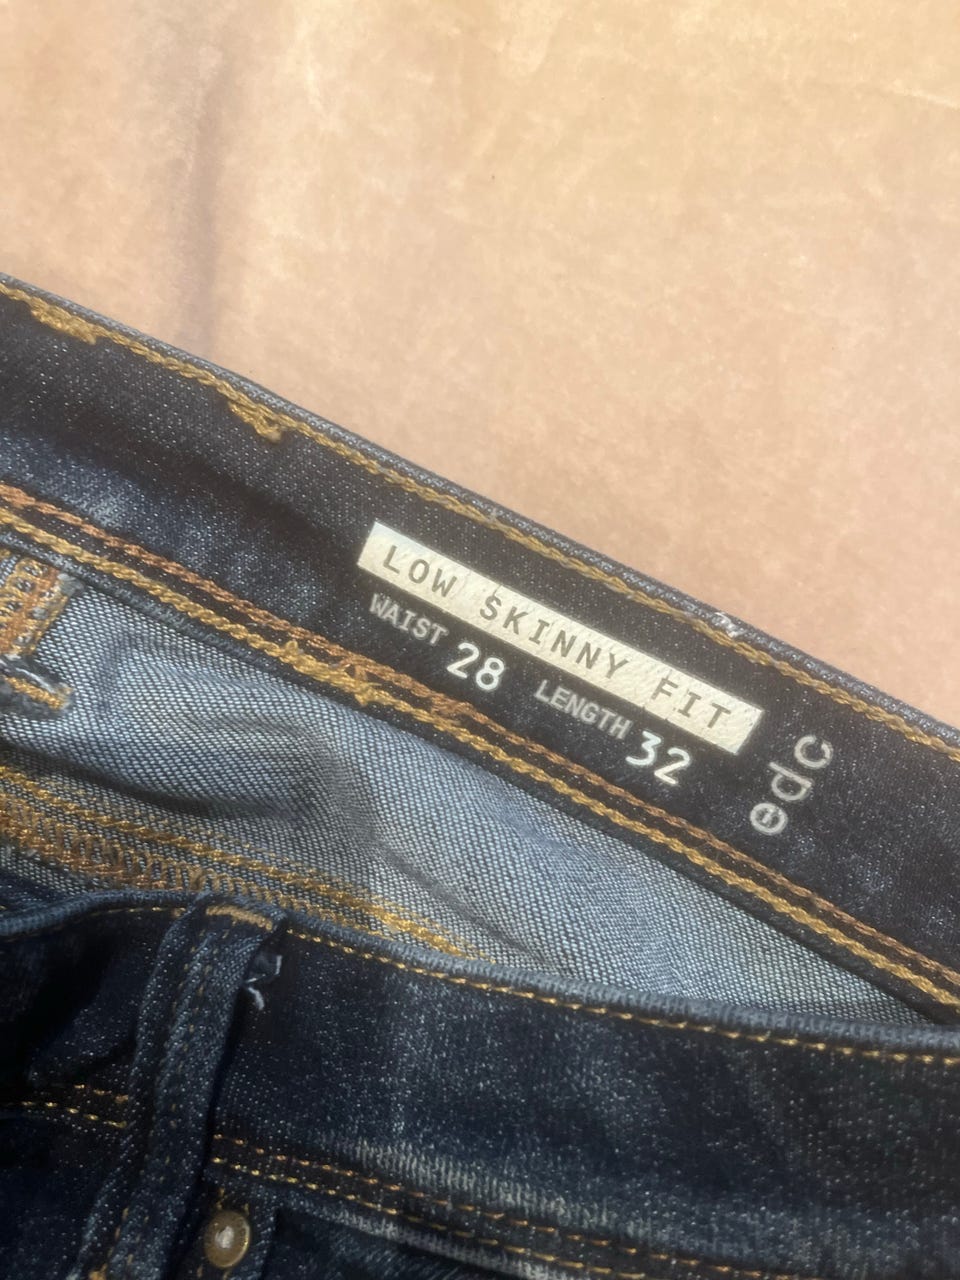 LOW SKINNY FIT
WAIST 28 LENGTH 32
edc